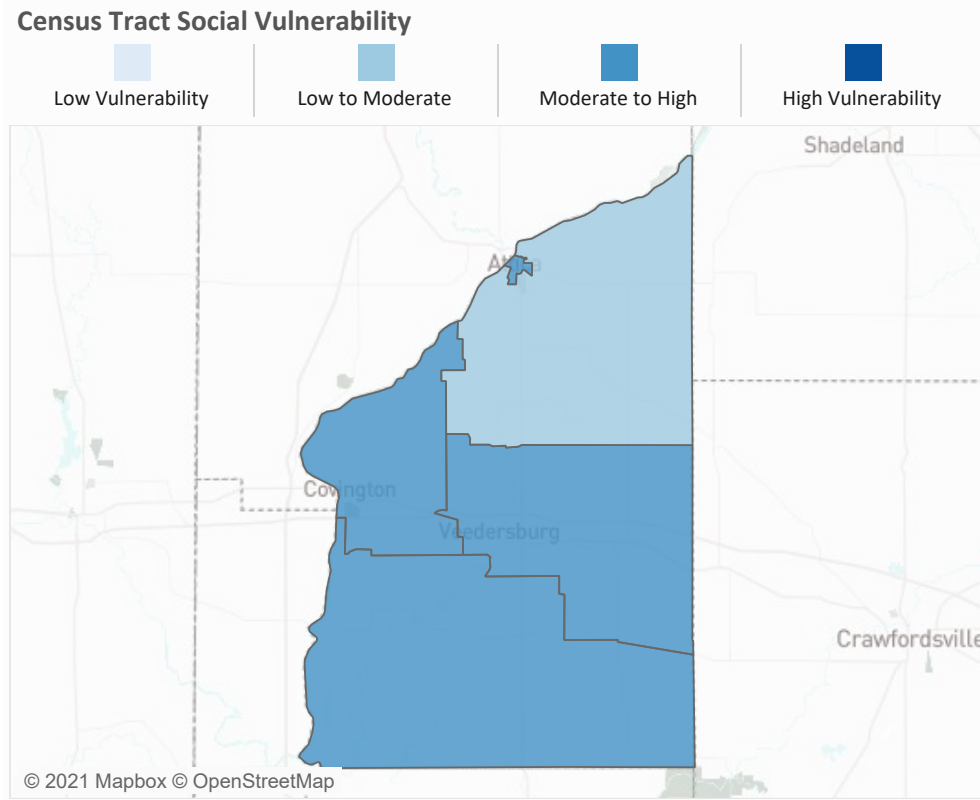 Census Tract Social Vulnerability
Low Vulnerability
Low to Moderate
Moderate to High
High Vulnerability
Shadeland
Covington
Veedersburg
Crawfordsville
© 2021 Mapbox © OpenStreetMap